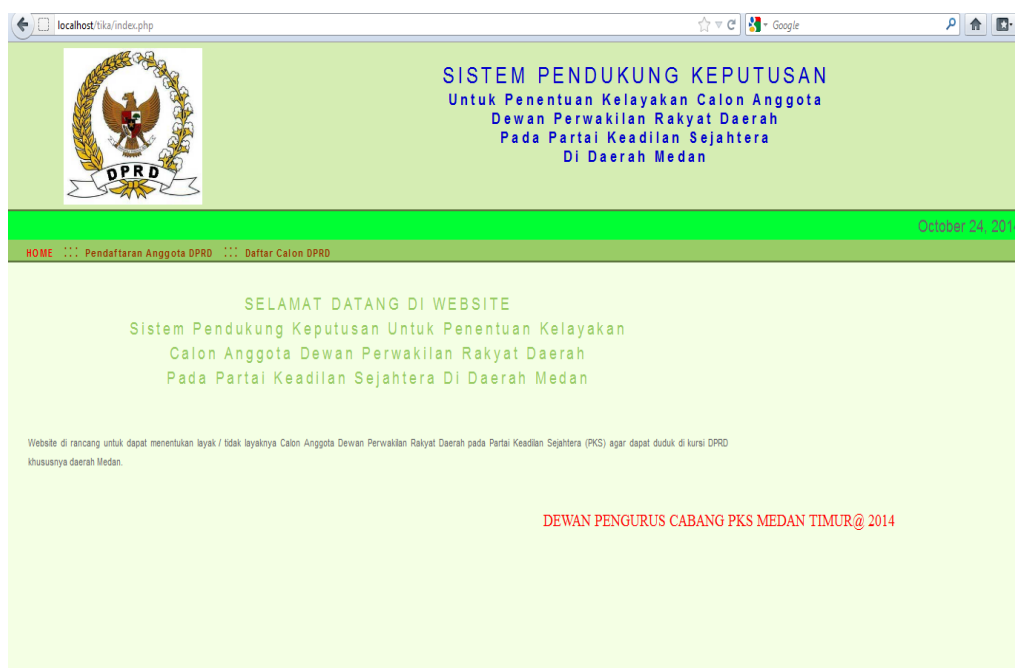 localhost/tika/index.php
Google
DPRD
SISTEM PENDUKUNG KEPUTUSAN
Untuk Penentuan Kelayakan Calon Anggota
Dewan Perwakilan Rakyat Daerah
Pada Partai Keadilan Sejahtera
Di Daerah Medan
October 24, 201
HOME ::: Pendaftaran Anggota DPRD ::: Daftar Calon DPRD
SELAMAT DATANG DI WEBSITE
Sistem Pendukung Keputusan Untuk Penentuan Kelayakan
Calon Anggota Dewan Perwakilan Rakyat Daerah
Pada Partai Keadilan Sejahtera Di Daerah Medan
Website di rancang untuk dapat menentukan layak / tidak layaknya Calon Anggota Dewan Perwakilan Rakyat Daerah pada Partai Keadilan Sejahtera (PKS) agar dapat duduk di kursi DPRD
khususnya daerah Medan.
DEWAN PENGURUS CABANG PKS MEDAN TIMUR@ 2014